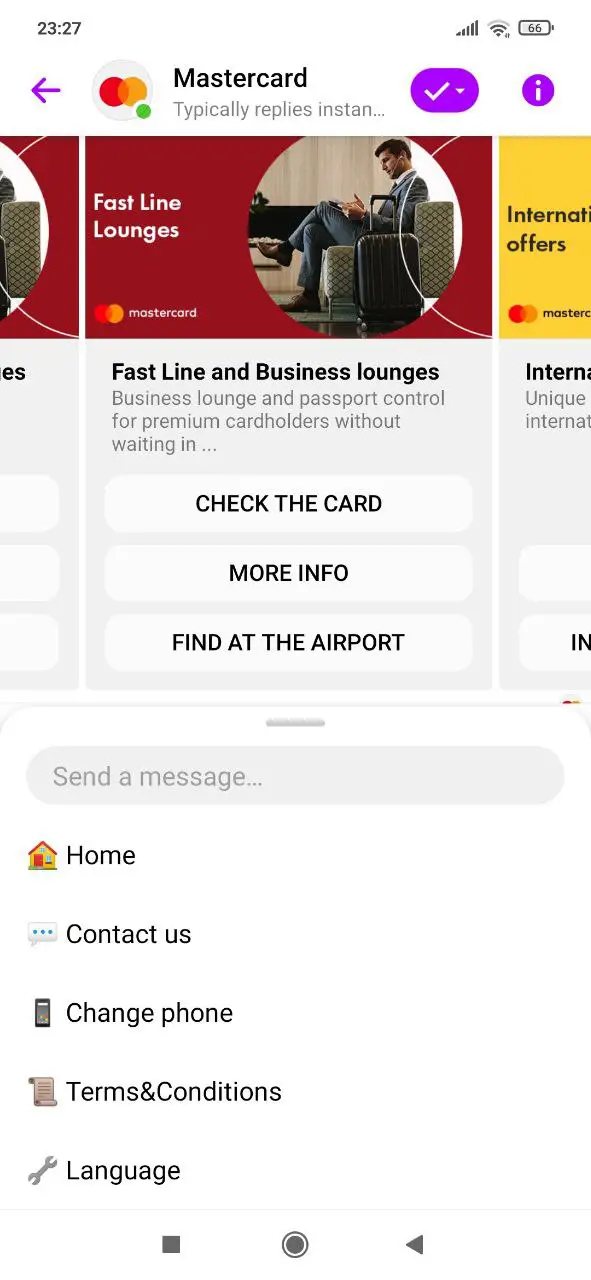 23:27
66
Mastercard
Typically replies instan...
Fast Line
Lounges
mastercard
Internati
offers
masterc
es
Fast Line and Business lounges
Business lounge and passport control
for premium cardholders without
waiting in ...
CHECK THE CARD
MORE INFO
FIND AT THE AIRPORT
Interna
Unique
internat
IN
Send a message...
Home
Contact us
Change phone
Terms&Conditions
Language